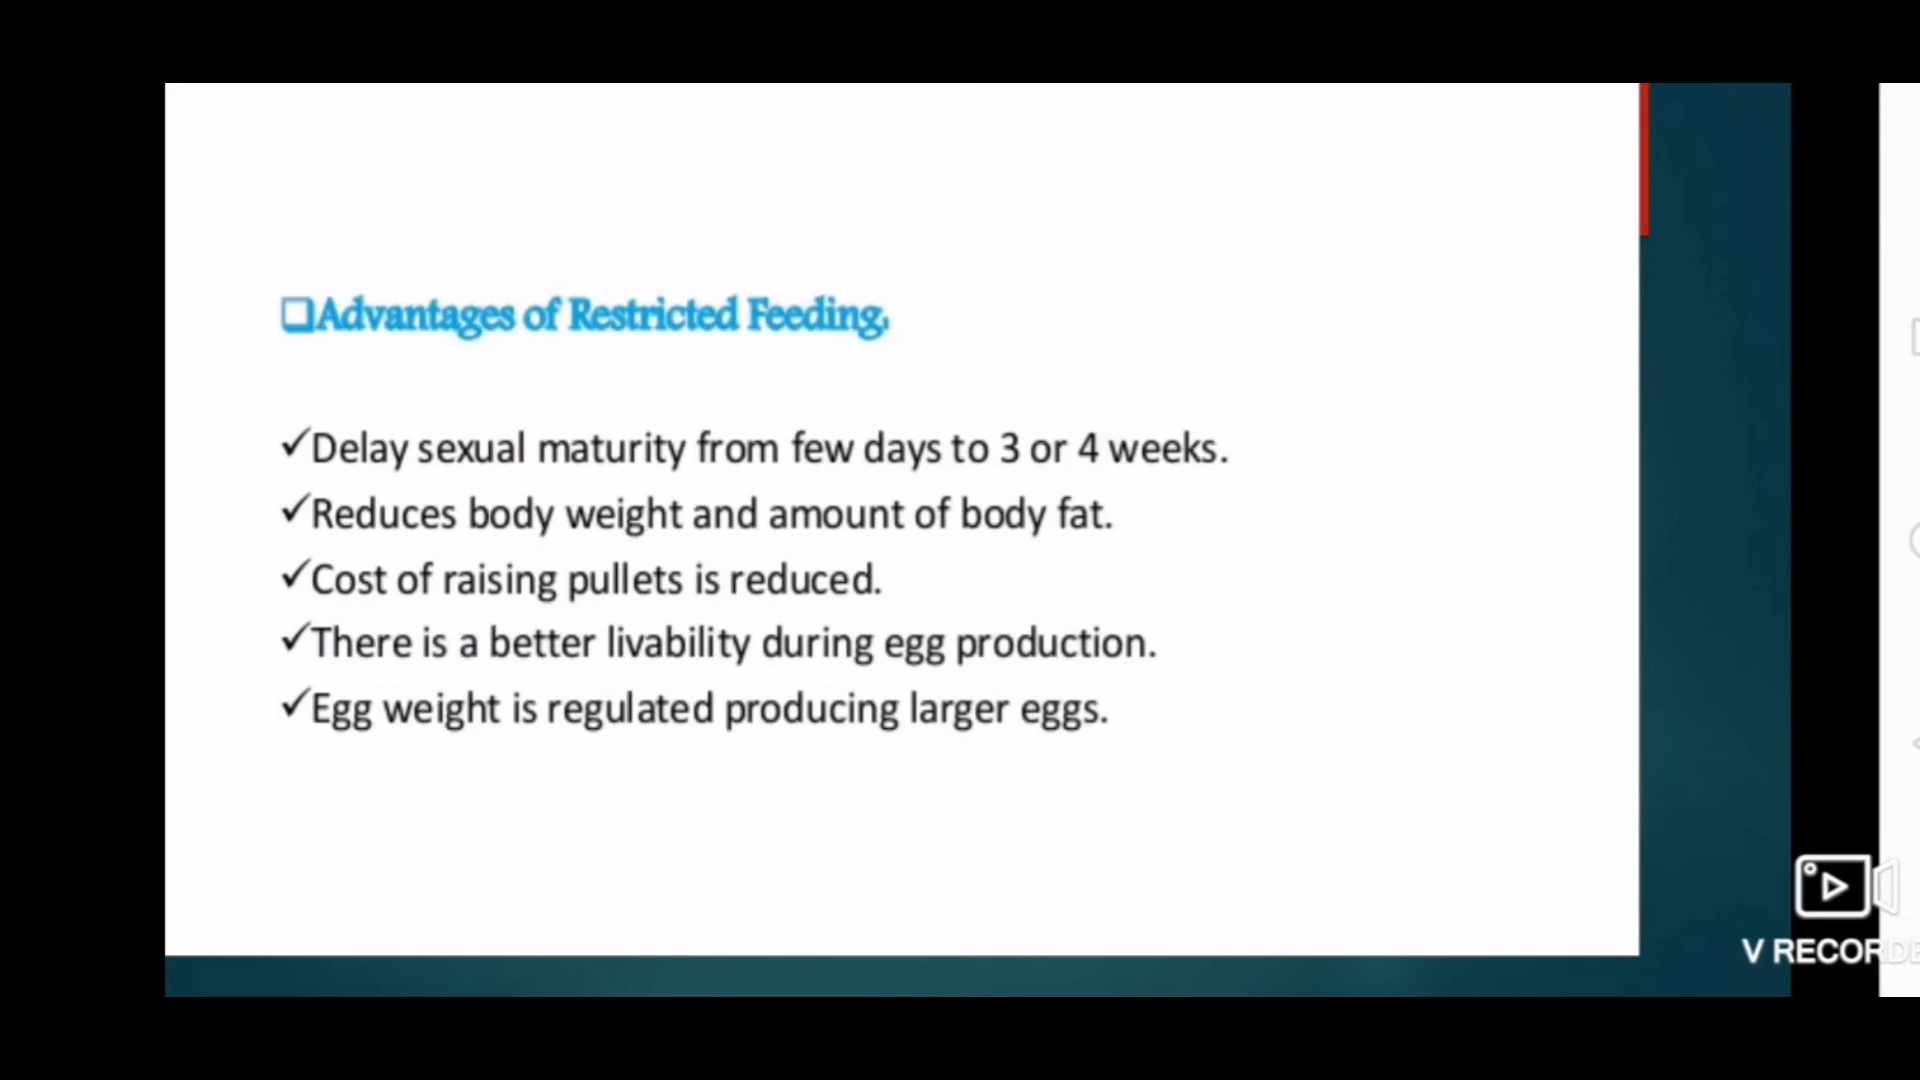 ❑Advantages of Restricted Feeding.
✓Delay sexual maturity from few days to 3 or 4 weeks.
✓Reduces body weight and amount of body fat.
✓Cost of raising pullets is reduced.
✓There is a better livability during egg production.
✓Egg weight is regulated producing larger eggs.
V RECORDE